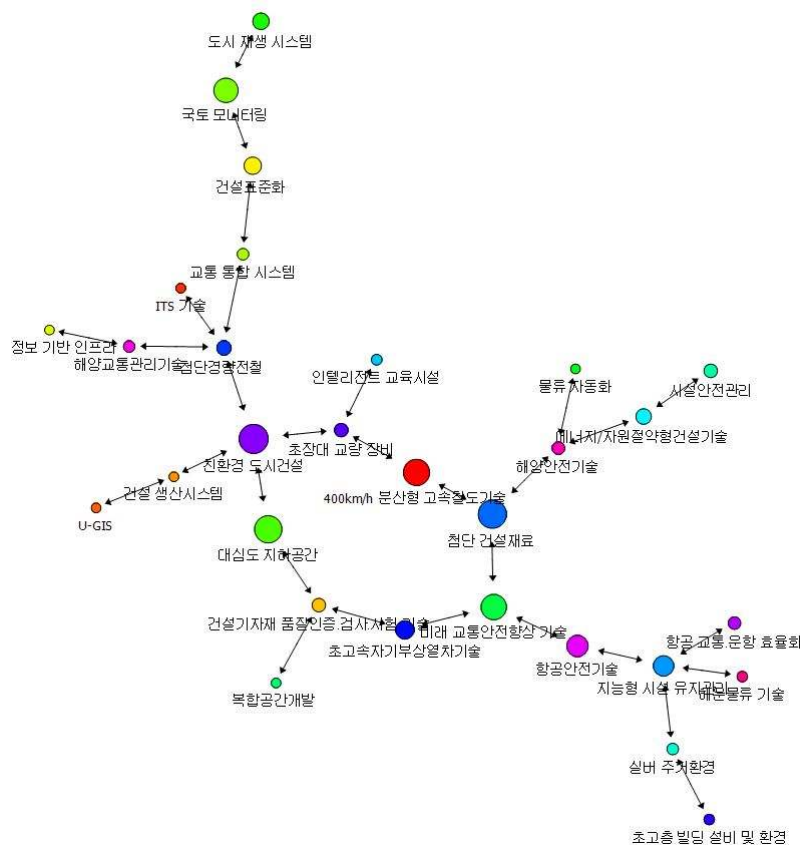 도시 재생 시스템
국토 모니터링
건설표준화
교통 통합 시스템
ITS 기술
정보 기반 인프라
해양교통관리기술
첨단경량전철
인텔리전트 교육시설
물류 자동화
시설안전관리
에너지/자원절약형건설기술
초장대 교량 장비
해양안전기술
친환경 도시건설
건설 생산시스템
400km/h 분산형 고속철도기술
U-GIS
첨단 건설재료
대심도 지하공간
건설기자재 품질인증.검사.시험 기술
미래 교통안전향상 기술
초고속자기부상열차기술
항공안전기술
항공.교통.운항 효율화
지능형 시설 유지관리
해운물류 기술
복합공간개발
실버 주거환경
초고층 빌딩 설비 및 환경